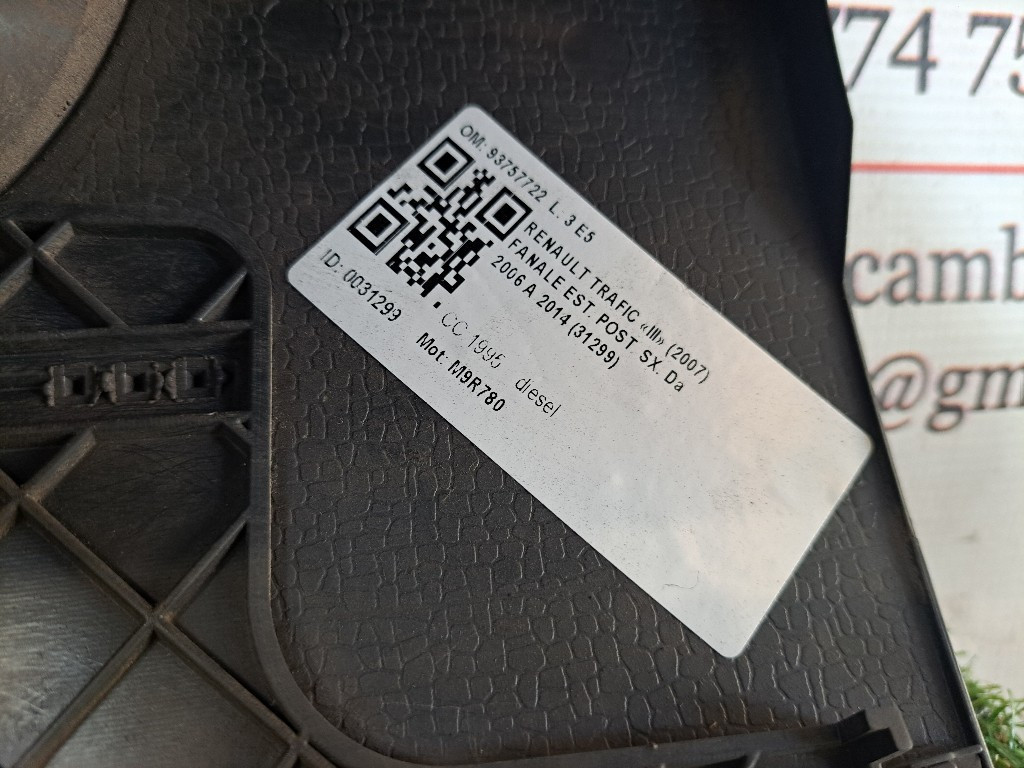 OM: 93757722 L. 3 E5
RENAULT TRAFIC «III» (2007)
FANALE EST. POST SX. Da
2006 A 2014 (31299)
ID: 0031299
CC 1995 diesel
Mot: M9R780
774 75
camb
@gm